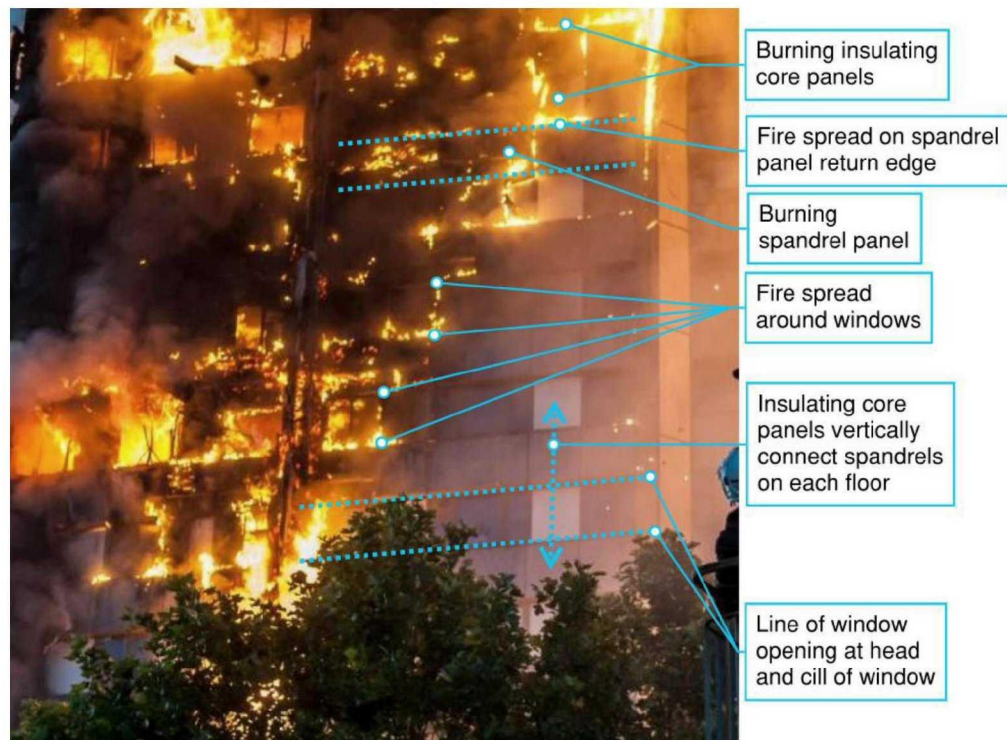 Burning insulating
core panels
Fire spread on spandrel
panel return edge
Burning
spandrel panel
Fire spread
around windows
Insulating core
panels vertically
connect spandrels
on each floor
Line of window
opening at head
and cill of window